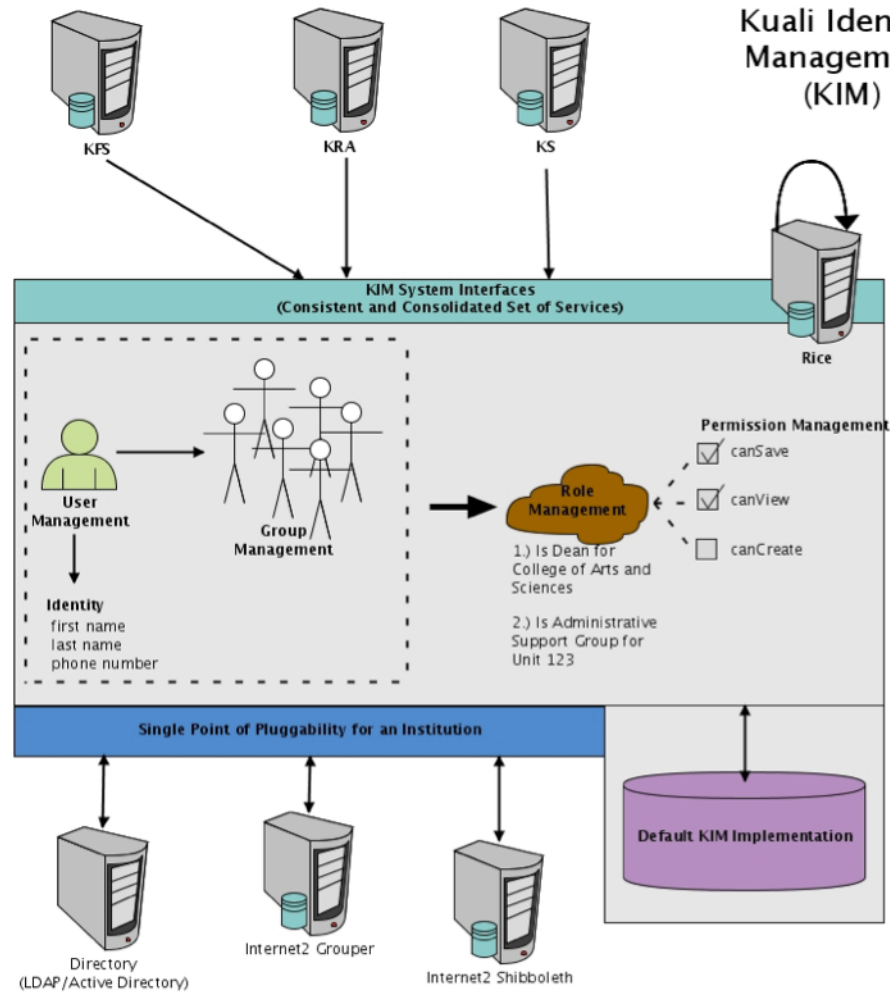 Kuali Iden
Managem
(KIM)
KFS
KRA
KS
KIM System Interfaces
(Consistent and Consolidated Set of Services)
Rice
User
Management
Group
Management
Identity
first name
last name
phone number
Role
Management
1.) Is Dean for
College of Arts and
Sciences
2.) Is Administrative
Support Group for
Unit 123
Permission Management
canSave
canView
canCreate
Single Point of Pluggability for an Institution
Default KIM Implementation
Directory
(LDAP/Active Directory)
Internet2 Grouper
Internet2 Shibboleth